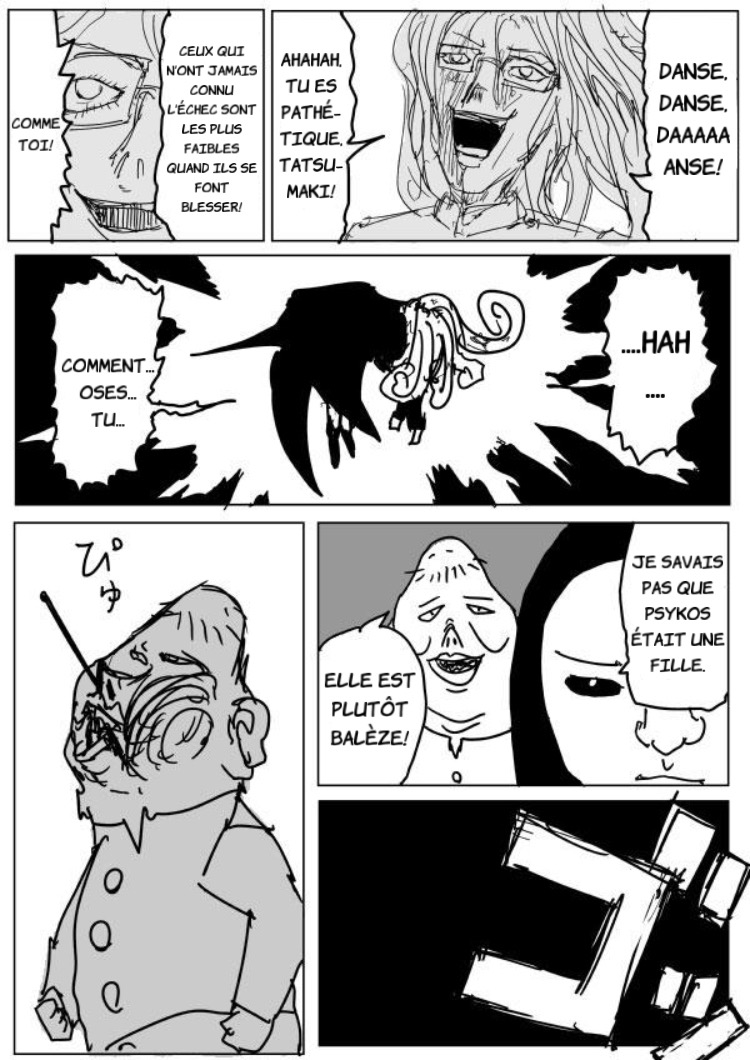 DANSE,
DANSE,
DAAAAA
ANSE!
AHAHAH,
TU ES
PATHÉ-
TIQUE,
TATSU-
MAKI!
CEUX QUI
N'ONT JAMAIS
CONNU
L'ÉCHEC SONT
LES PLUS
FAIBLES
QUAND ILS SE
FONT
BLESSER!
COMME
TOI!
....HAH
....
COMMENT...
OSES...
TU...
JE SAVAIS
PAS QUE
PSYKOS
ÉTAIT UNE
FILLE.
ELLE EST
PLUTÔT
BALÈZE!
ぴゅ